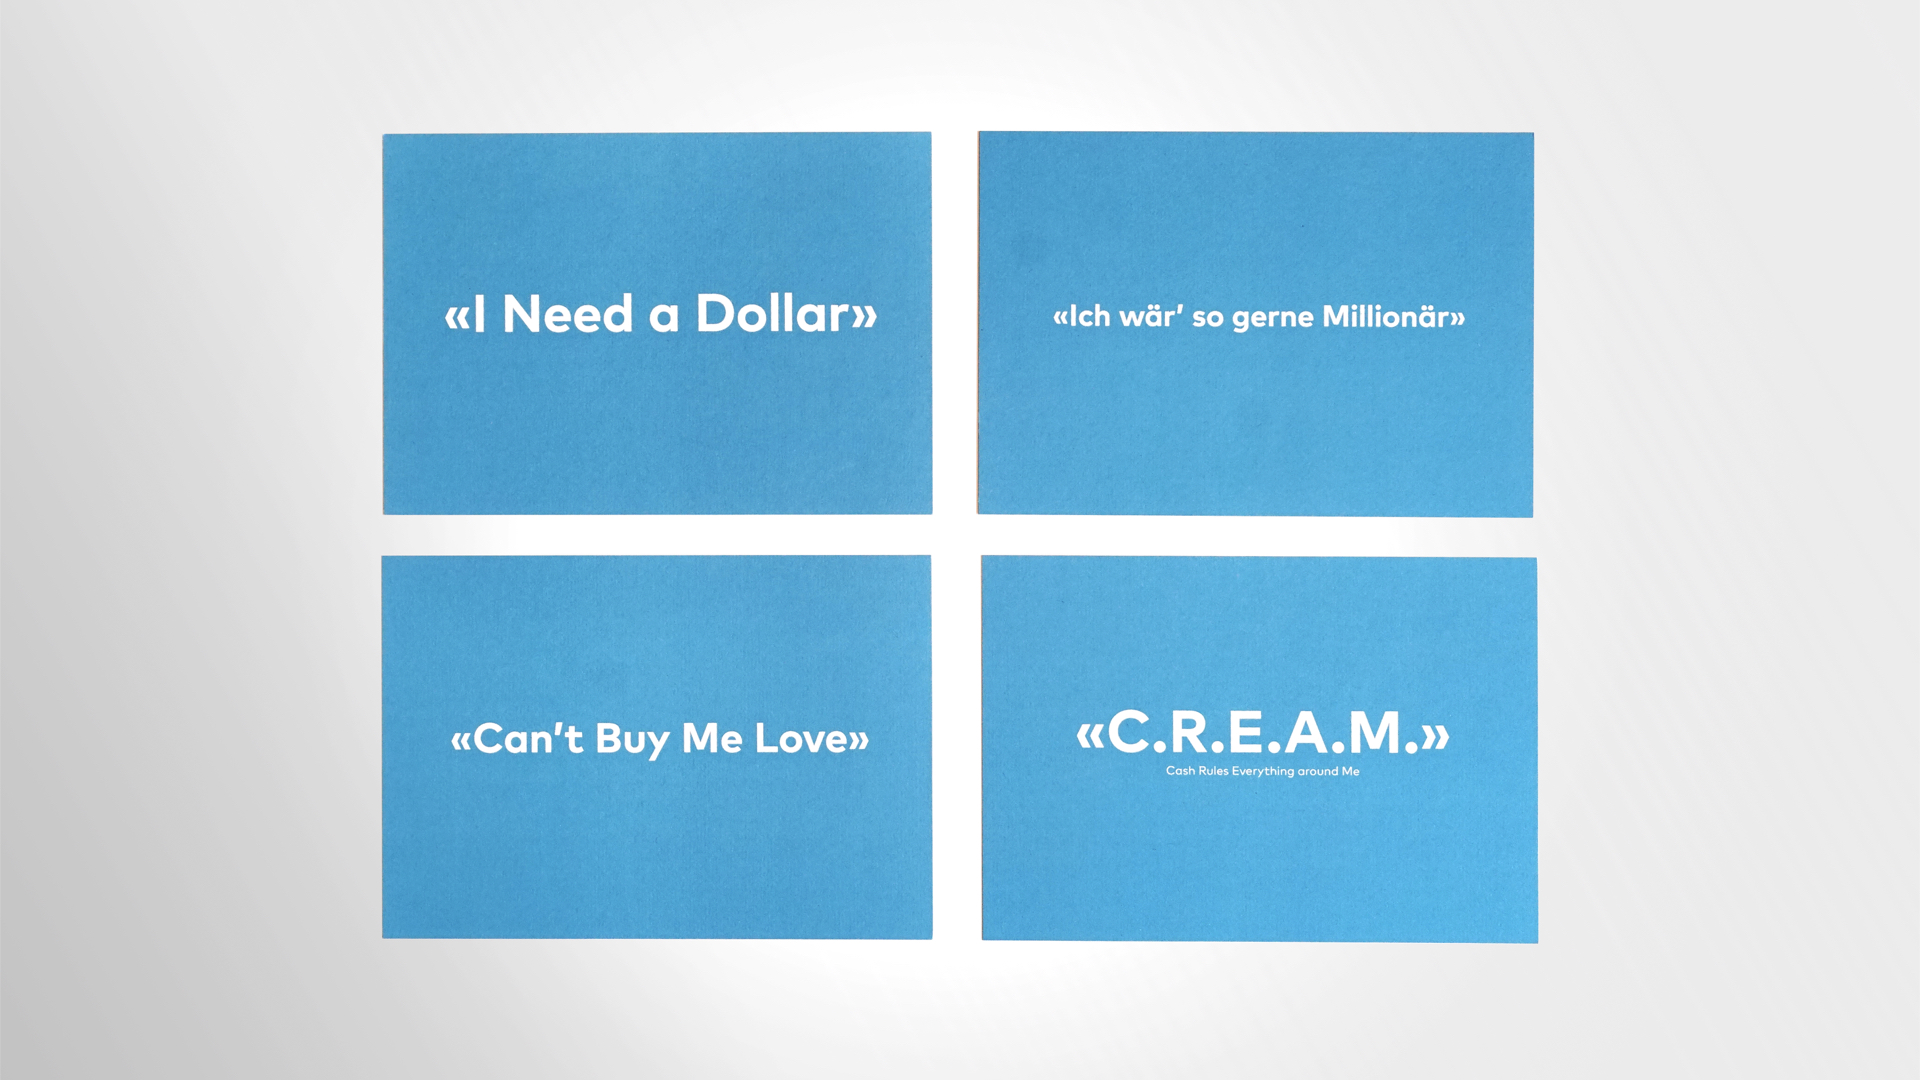 «I Need a Dollar»
«Ich wär’ so gerne Millionär»
«Can’t Buy Me Love»
«C.R.E.A.M.»
Cash Rules Everything around Me